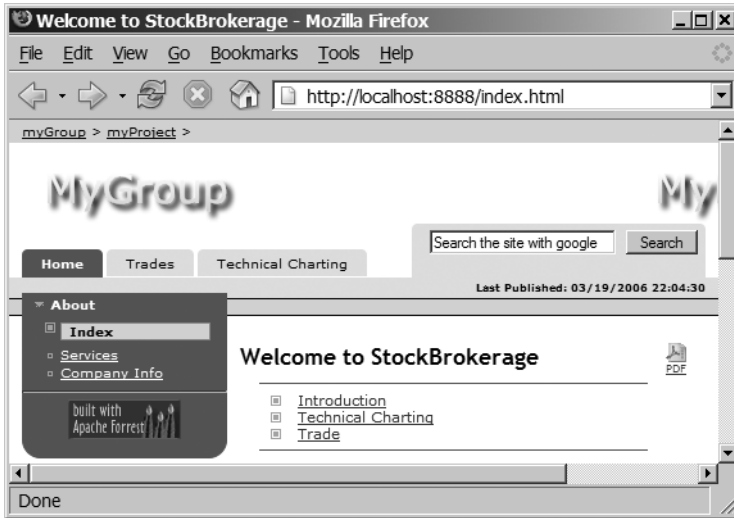 Welcome to StockBrokerage - Mozilla Firefox
File Edit View Go Bookmarks Tools Help
http://localhost:8888/index.html
myGroup > myProject >
MyGroup
My
Search the site with google Search
Home Trades Technical Charting
Last Published: 03/19/2006 22:04:30
About
Index
Services
Company Info
built with
Apache Forrest
Welcome to StockBrokerage
PDF
Introduction
Technical Charting
Trade
Done